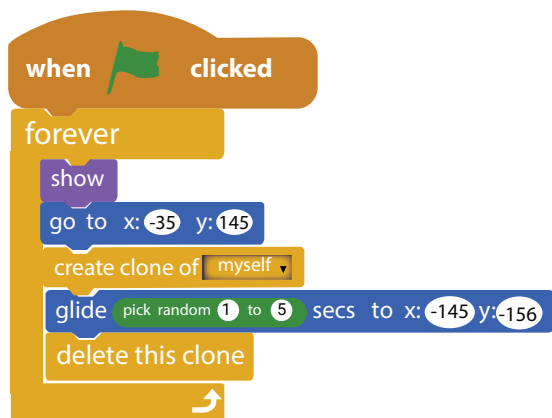 when clicked
forever
show
go to x: -35 y: 145
create clone of myself
glide pick random 1 to 5 secs to x: -145 y: -156
delete this clone